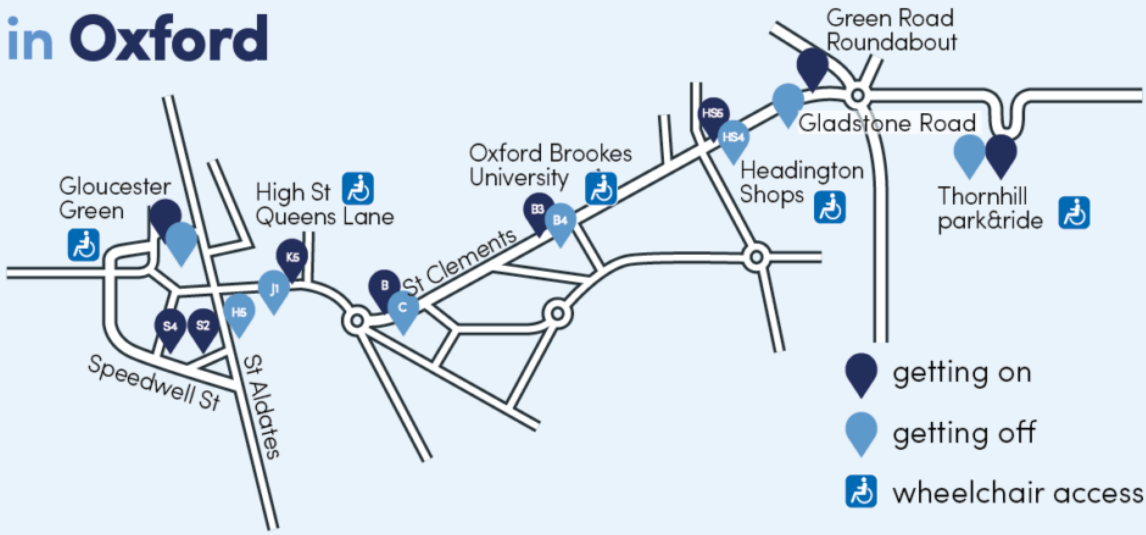 in Oxford
Green Road
Roundabout
HS5
HS4
Gladstone Road
Oxford Brookes
University
Headington
Shops
Thornhill
park&ride
Gloucester
Green
High St
Queens Lane
B3
B4
St Clements
K5
J1
B
C
S4
S2
H5
Speedwell St
St Aldates
getting on
getting off
wheelchair access